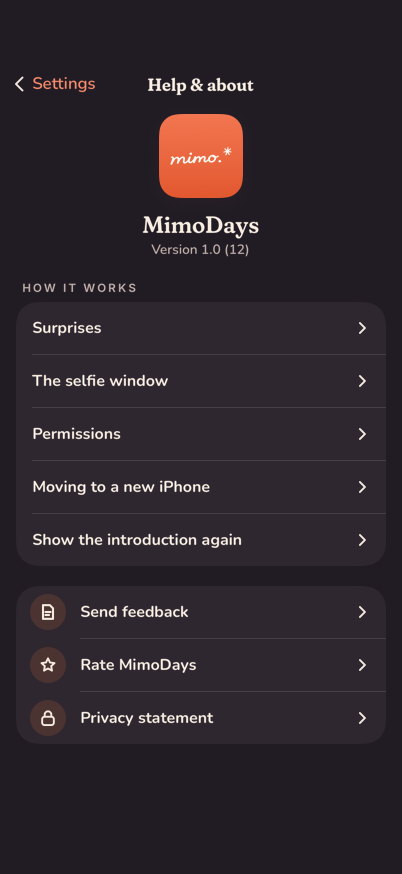 Settings
Help & about
mimo.*
MimoDays
Version 1.0 (12)
HOW IT WORKS
Surprises
The selfie window
Permissions
Moving to a new iPhone
Show the introduction again
Send feedback
Rate MimoDays
Privacy statement